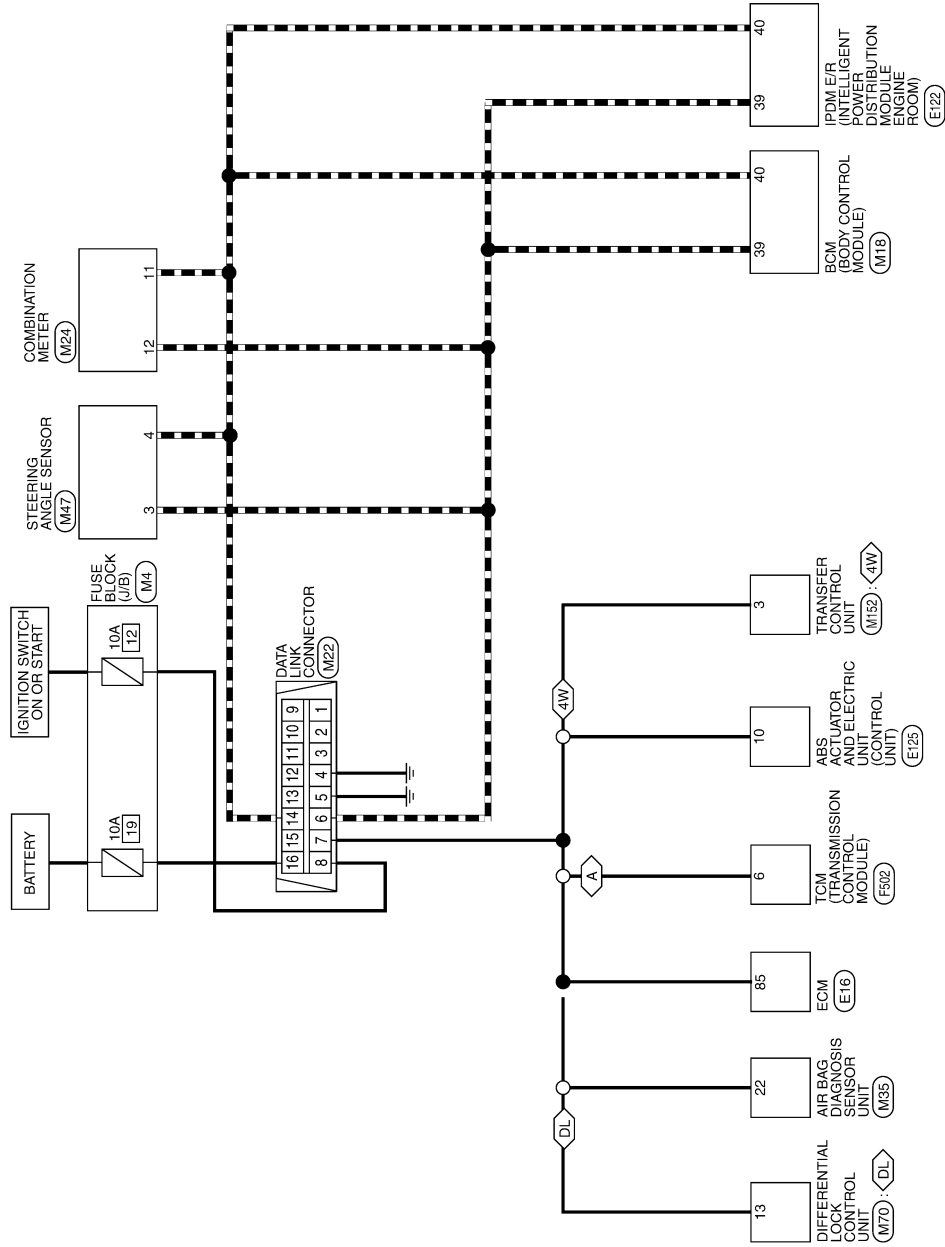 BATTERY
IGNITION SWITCH
ON OR START
10A
19
10A
12
FUSE
BLOCK
(J/B)
M4
STEERING
ANGLE SENSOR
M47
3
4
COMBINATION
METER
M24
12
11
DATA
LINK
CONNECTOR
M22
16 15 14 13 12 11 10 9
8 7 6 5 4 3 2 1
DL
A
4W
13
DIFFERENTIAL
LOCK
CONTROL
UNIT
M70 : DL
22
AIR BAG
DIAGNOSIS
SENSOR
UNIT
M35
85
ECM
E16
6
TCM
(TRANSMISSION
CONTROL
MODULE)
F502
10
ABS
ACTUATOR
AND ELECTRIC
UNIT
(CONTROL
UNIT)
E125
3
TRANSFER
CONTROL
UNIT
M152 : 4W
39
40
BCM
(BODY CONTROL
MODULE)
M18
39
40
IPDM E/R
(INTELLIGENT
POWER
DISTRIBUTION
MODULE
ENGINE
ROOM)
E122